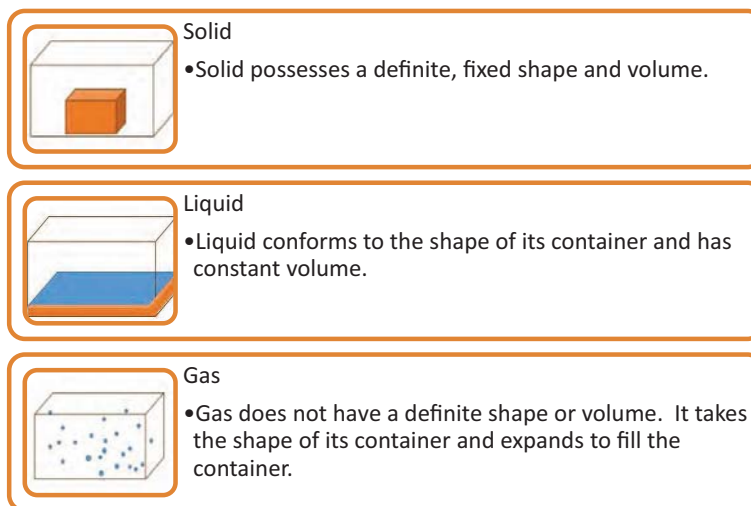 Solid
•Solid possesses a definite, fixed shape and volume.
Liquid
•Liquid conforms to the shape of its container and has
constant volume.
Gas
•Gas does not have a definite shape or volume.  It takes
the shape of its container and expands to fill the
container.